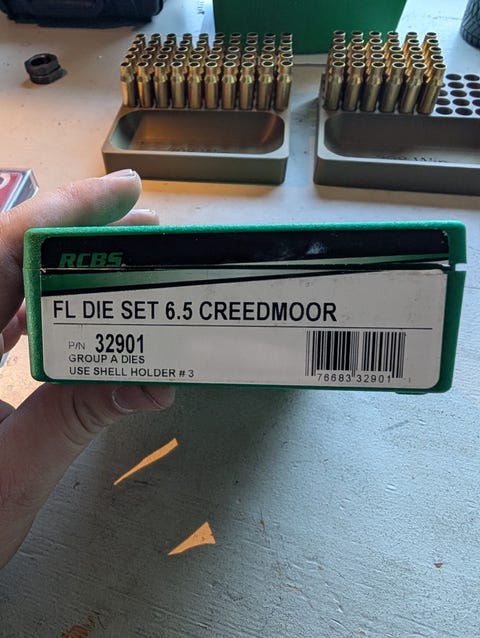 RCBS
FL DIE SET 6.5 CREEDMOOR
P/N 32901
GROUP A DIES
USE SHELL HOLDER # 3
76683 32901